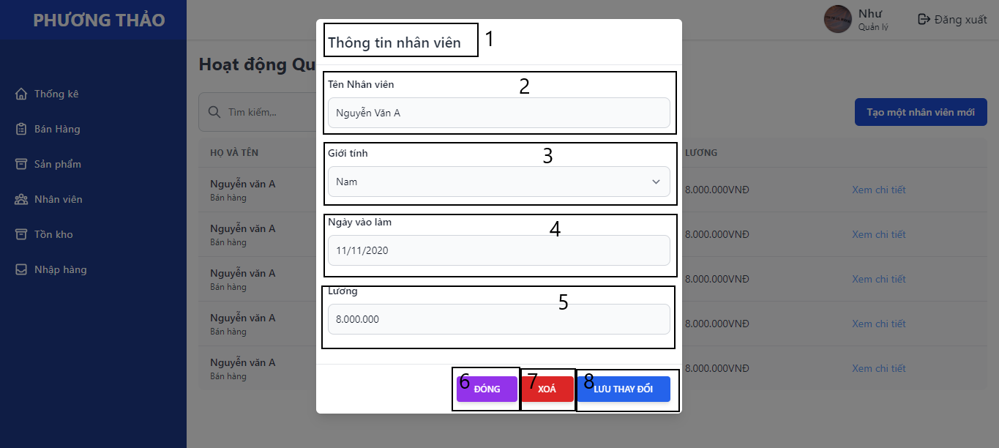 PHƯƠNG THẢO
Như
Quản lý
Đăng xuất
Thống kê
Bán Hàng
Sản phẩm
Nhân viên
Tồn kho
Nhập hàng
Hoạt động Qu
Tìm kiếm,..
Tạo một nhân viên mới
HỌ VÀ TÊN
LƯƠNG
Nguyễn văn A
Bán hàng
8.000.000VNĐ
Xem chi tiết
Nguyễn văn A
Bán hàng
8.000.000VNĐ
Xem chi tiết
Nguyễn văn A
Bán hàng
8.000.000VNĐ
Xem chi tiết
Nguyễn văn A
Bán hàng
8.000.000VNĐ
Xem chi tiết
Nguyễn văn A
Bán hàng
8.000.000VNĐ
Xem chi tiết
Thông tin nhân viên 1
Tên Nhân viên 2
Nguyễn Văn A
Giới tính 3
Nam
Ngày vào làm 4
11/11/2020
Lương 5
8.000.000
6 ĐÓNG
7 XOÁ
8 LƯU THAY ĐỔI